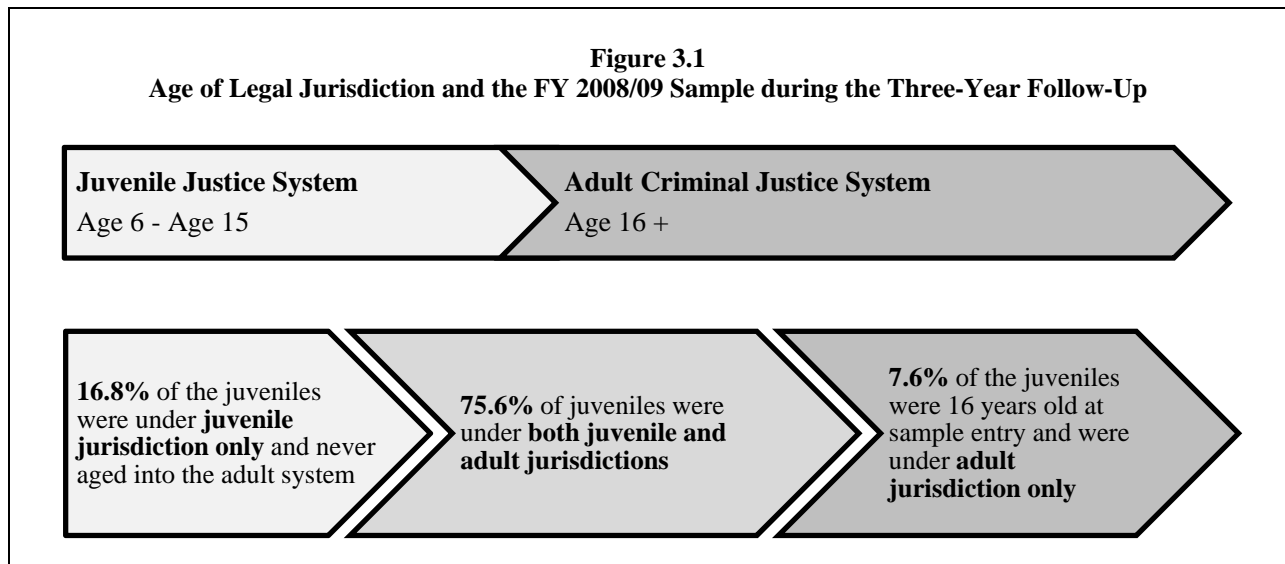 Figure 3.1
Age of Legal Jurisdiction and the FY 2008/09 Sample during the Three-Year Follow-Up
Juvenile Justice System
Age 6 - Age 15
Adult Criminal Justice System
Age 16 +
16.8% of the juveniles
were under juvenile
jurisdiction only and never
aged into the adult system
75.6% of juveniles were
under both juvenile and
adult jurisdictions
7.6% of the juveniles
were 16 years old at
sample entry and were
under adult
jurisdiction only